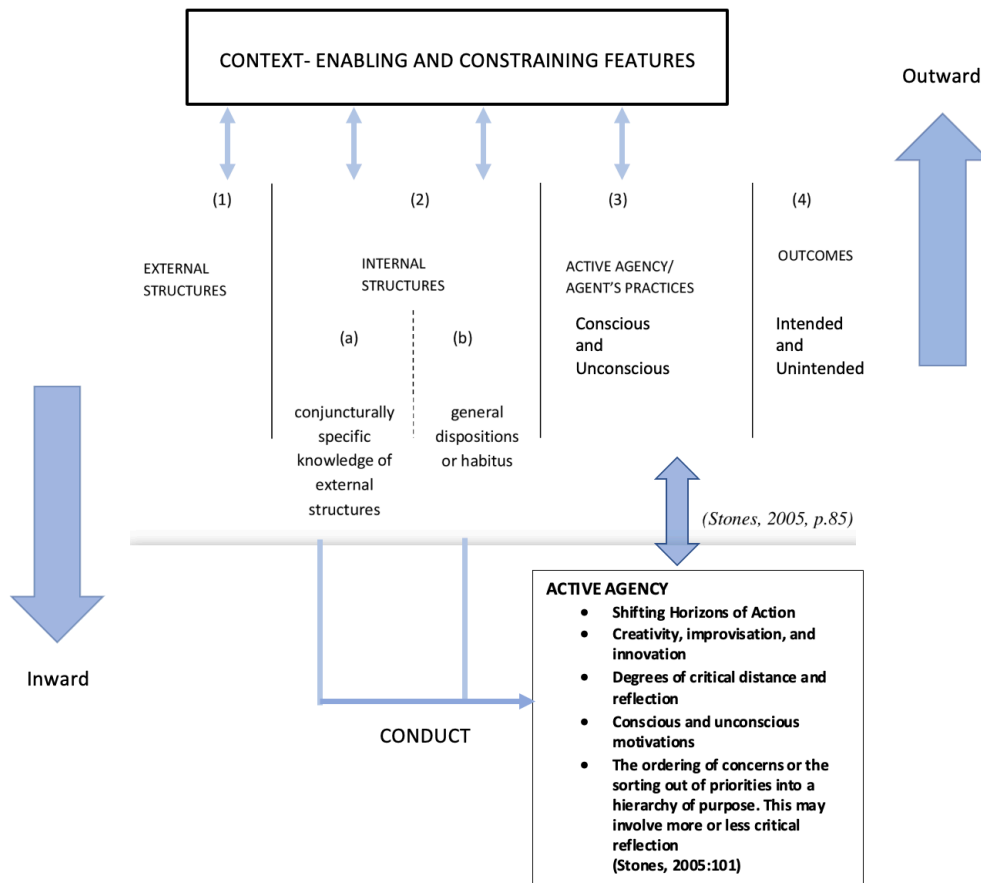 CONTEXT- ENABLING AND CONSTRAINING FEATURES
Outward
(1)
(2)
(3)
(4)
EXTERNAL
STRUCTURES
INTERNAL
STRUCTURES
(a)
(b)
conjuncturally
specific
knowledge of
external
structures
general
dispositions
or habitus
ACTIVE AGENCY/
AGENT'S PRACTICES
Conscious
and
Unconscious
OUTCOMES
Intended
and
Unintended
(Stones, 2005, p.85)
Inward
CONDUCT
ACTIVE AGENCY
• Shifting Horizons of Action
• Creativity, improvisation, and
innovation
• Degrees of critical distance and
reflection
• Conscious and unconscious
motivations
• The ordering of concerns or the
sorting out of priorities into a
hierarchy of purpose. This may
involve more or less critical
reflection
(Stones, 2005:101)